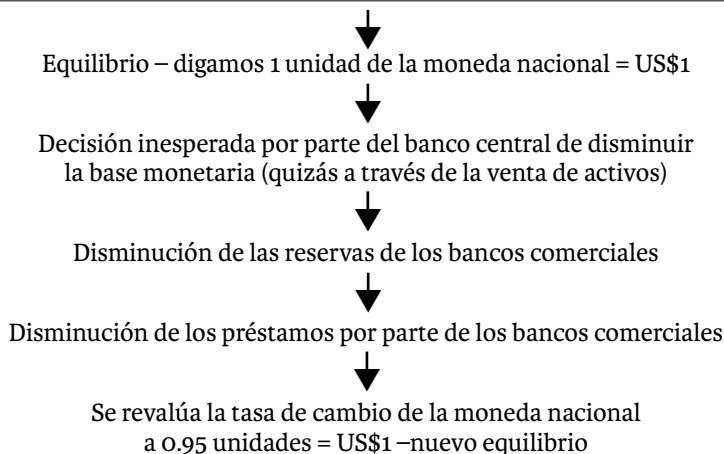 Equilibrio – digamos 1 unidad de la moneda nacional = US$1
Decisión inesperada por parte del banco central de disminuir
la base monetaria (quizás a través de la venta de activos)
Disminución de las reservas de los bancos comerciales
Disminución de los préstamos por parte de los bancos comerciales
Se revalúa la tasa de cambio de la moneda nacional
a 0.95 unidades = US$1 –nuevo equilibrio